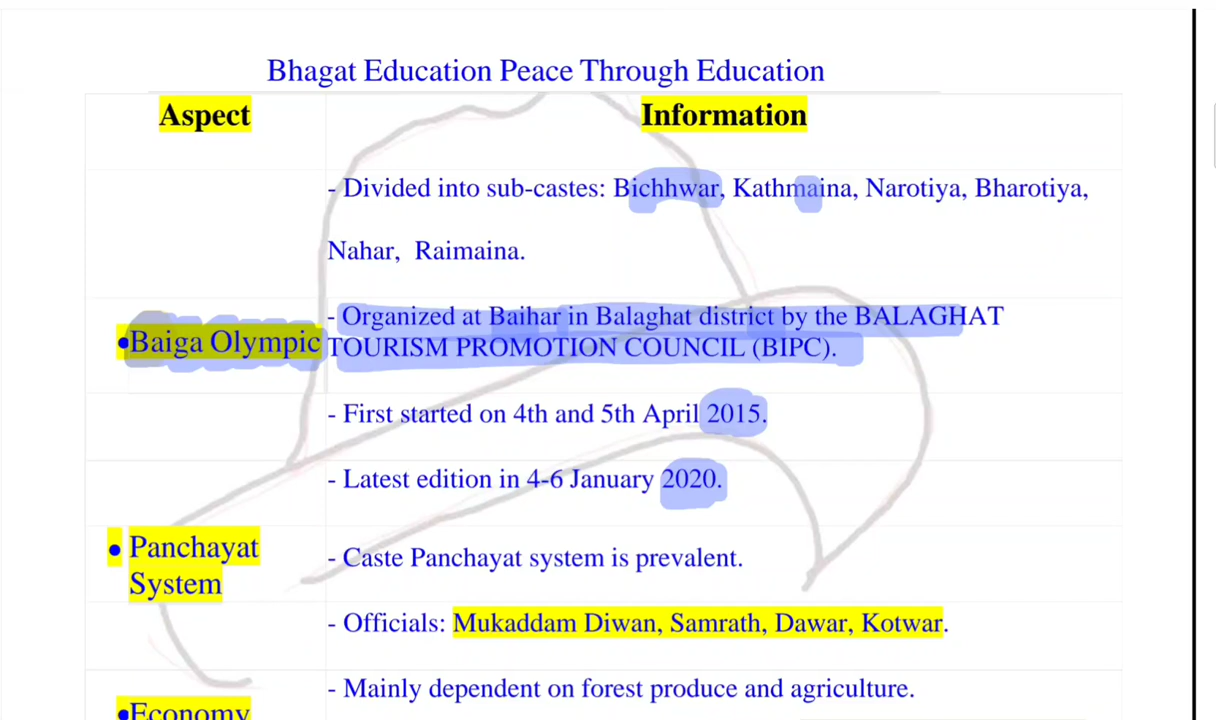 Bhagat Education Peace Through Education
Aspect Information
- Divided into sub-castes: Bichhwar, Kathmaina, Narotiya, Bharotiya,
Nahar, Raimaina.
•Baiga Olympic
- Organized at Baihar in Balaghat district by the BALAGHAT
TOURISM PROMOTION COUNCIL (BIPC).
- First started on 4th and 5th April 2015.
- Latest edition in 4-6 January 2020.
• Panchayat
System
- Caste Panchayat system is prevalent.
- Officials: Mukaddam Diwan, Samrath, Dawar, Kotwar.
- Mainly dependent on forest produce and agriculture.
•Economy